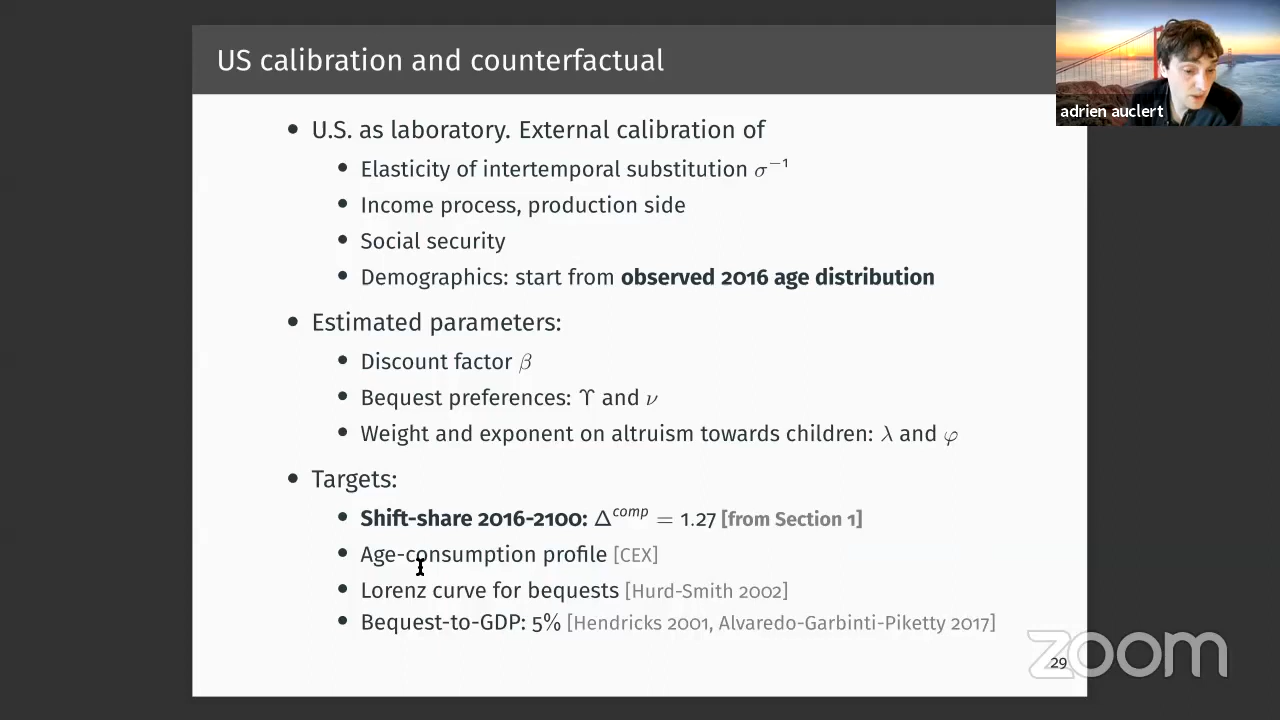 US calibration and counterfactual
adrien auclert
• U.S. as laboratory. External calibration of
• Elasticity of intertemporal substitution σ⁻¹
• Income process, production side
• Social security
• Demographics: start from observed 2016 age distribution
• Estimated parameters:
• Discount factor β
• Bequest preferences: ϒ and ν
• Weight and exponent on altruism towards children: λ and φ
• Targets:
• Shift-share 2016-2100: Δᶜᵒᵐᵖ = 1.27 [from Section 1]
• Age-consumption profile [CEX]
• Lorenz curve for bequests [Hurd-Smith 2002]
• Bequest-to-GDP: 5% [Hendricks 2001, Alvaredo-Garbinti-Piketty 2017]
29
zoom